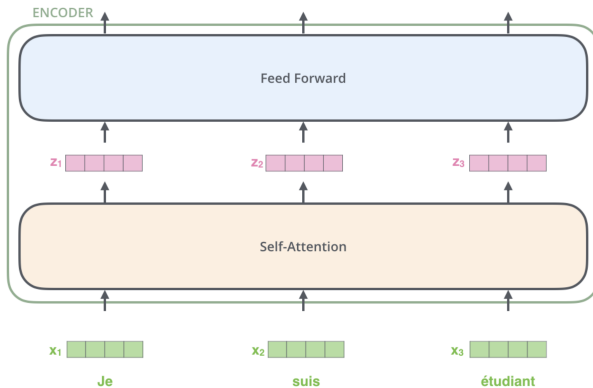 ENCODER
Feed Forward
z₁ z₂ z₃
Self-Attention
x₁ x₂ x₃
Je suis étudiant